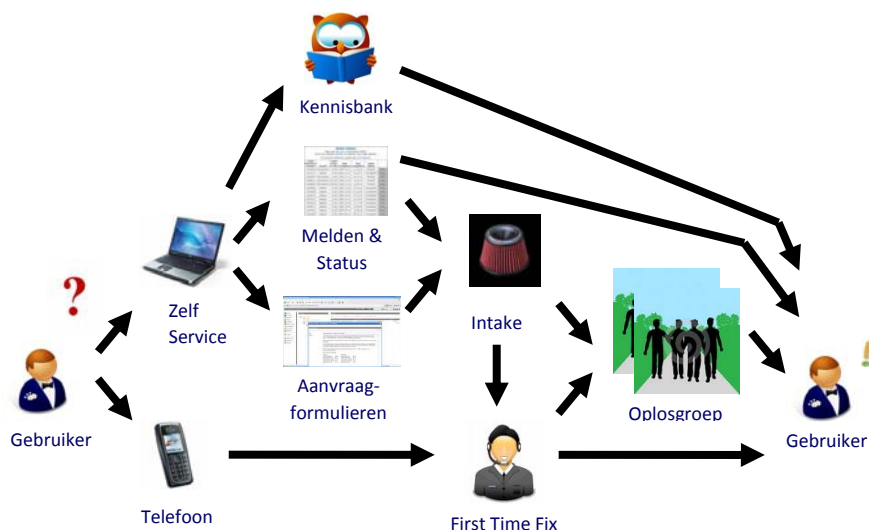 Kennisbank
Melden &
Status
?
Zelf
Service
Intake
Aanvraag-
formulieren
Oplosgroep
Gebruiker
Gebruiker
Telefoon
First Time Fix